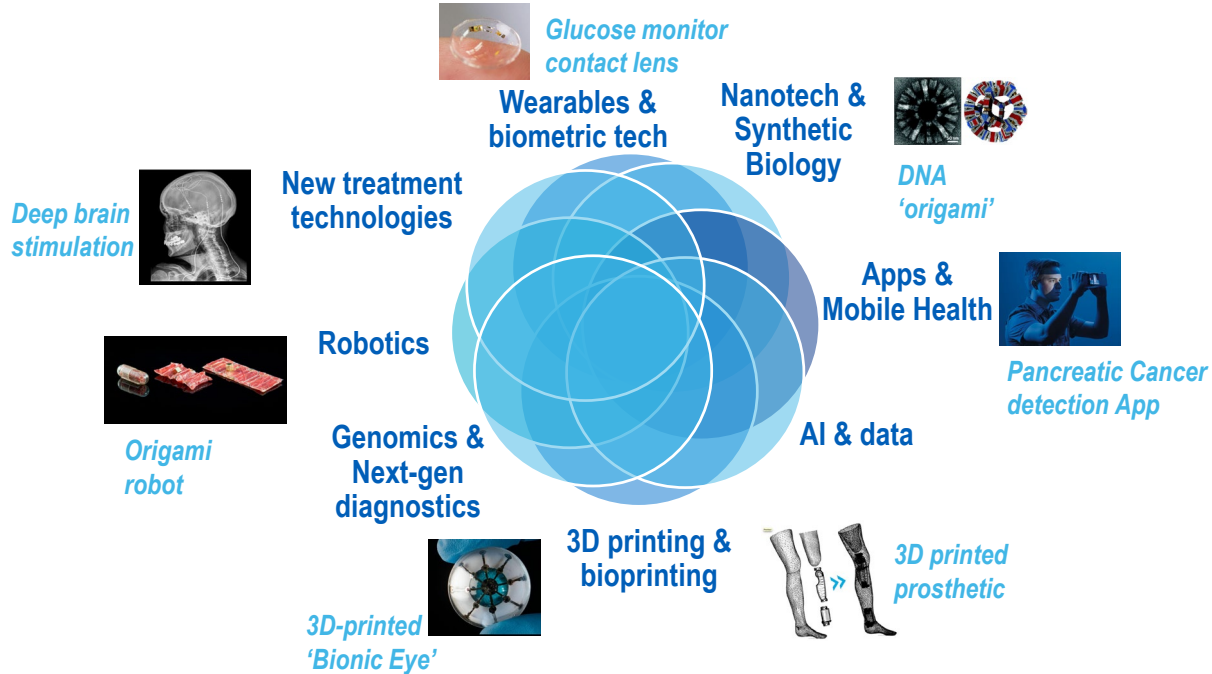 Glucose monitor
contact lens
Wearables &
biometric tech
Nanotech &
Synthetic
Biology
DNA
‘origami’
New treatment
technologies
Deep brain
stimulation
Apps &
Mobile Health
Pancreatic Cancer
detection App
Robotics
Origami
robot
AI & data
Genomics &
Next-gen
diagnostics
3D printing &
bioprinting
3D printed
prosthetic
3D-printed
‘Bionic Eye’